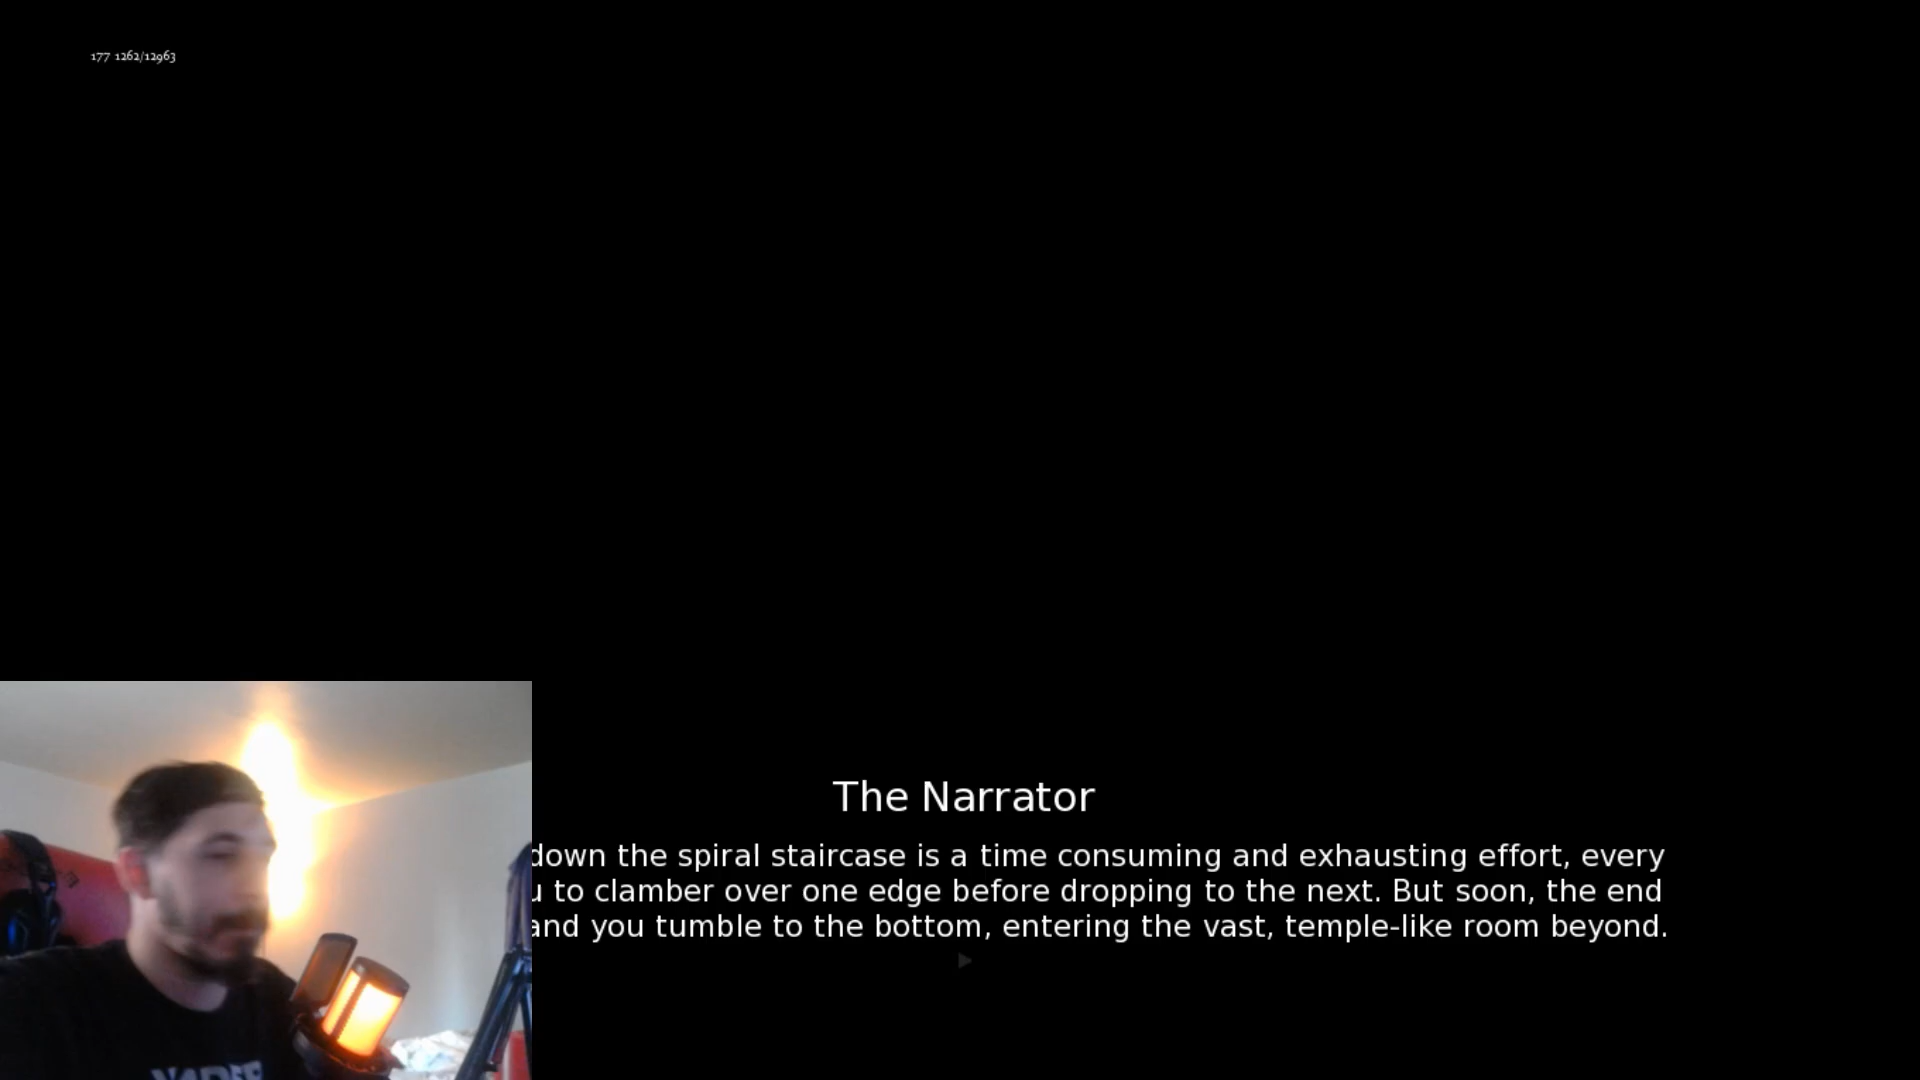 177 1262/12963
The Narrator
down the spiral staircase is a time consuming and exhausting effort, every
to clamber over one edge before dropping to the next. But soon, the end
and you tumble to the bottom, entering the vast, temple-like room beyond.